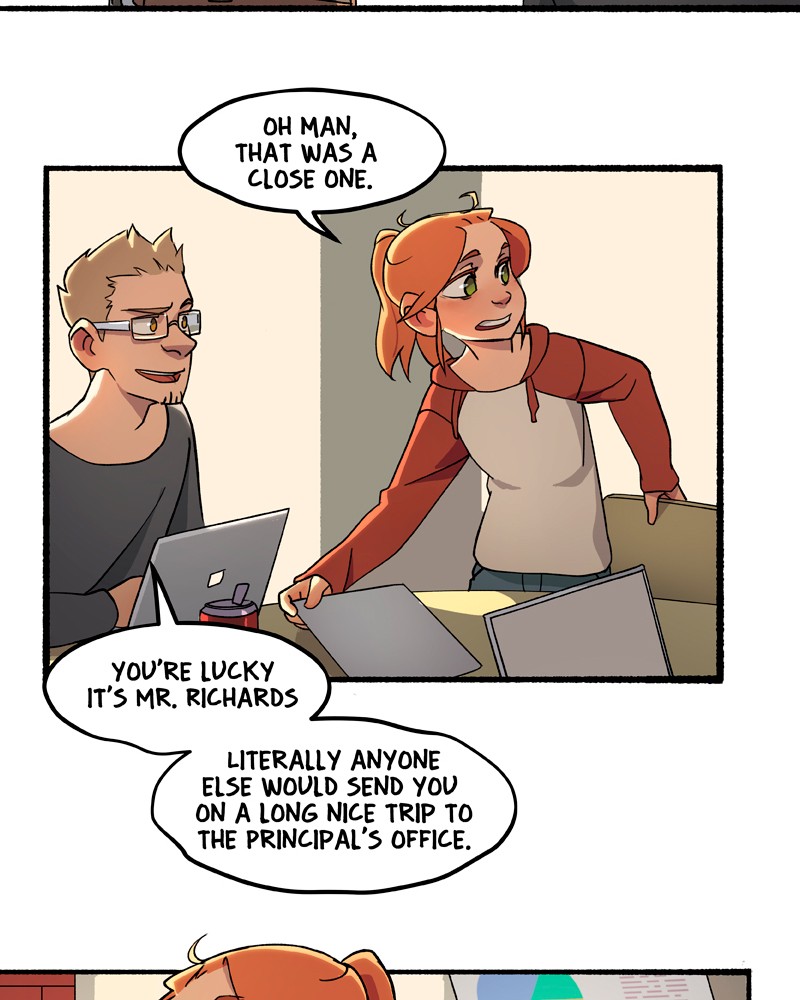 OH MAN,
THAT WAS A
CLOSE ONE.
YOU'RE LUCKY
IT'S MR. RICHARDS
LITERALLY ANYONE
ELSE WOULD SEND YOU
ON A LONG NICE TRIP TO
THE PRINCIPAL'S OFFICE.